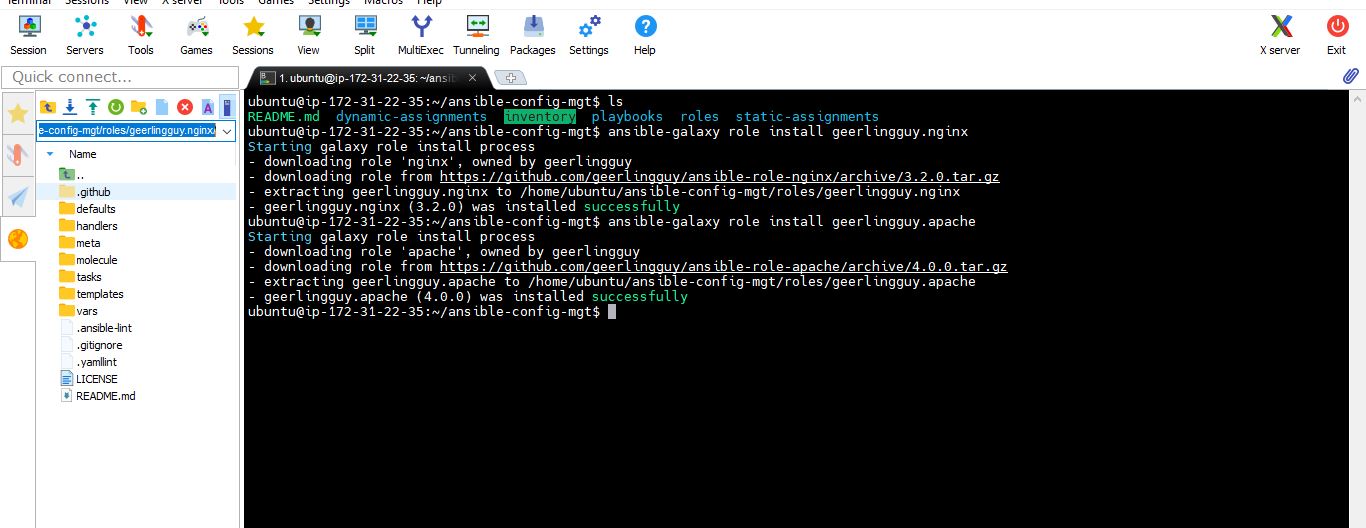 Terminal Sessions View X server Tools Games Settings Macros Help
Session Servers Tools Games Sessions View Split MultiExec Tunneling Packages Settings Help X server Exit
Quick connect...
1. ubuntu@ip-172-31-22-35: ~/ansib
e-config-mgt/roles/geerlingguy.nginx/
Name
..
.github
defaults
handlers
meta
molecule
tasks
templates
vars
.ansible-lint
.gitignore
.yamllint
LICENSE
README.md
ubuntu@ip-172-31-22-35:~/ansible-config-mgt$ ls
README.md dynamic-assignments inventory playbooks roles static-assignments
ubuntu@ip-172-31-22-35:~/ansible-config-mgt$ ansible-galaxy role install geerlingguy.nginx
Starting galaxy role install process
- downloading role 'nginx', owned by geerlingguy
- downloading role from https://github.com/geerlingguy/ansible-role-nginx/archive/3.2.0.tar.gz
- extracting geerlingguy.nginx to /home/ubuntu/ansible-config-mgt/roles/geerlingguy.nginx
- geerlingguy.nginx (3.2.0) was installed successfully
ubuntu@ip-172-31-22-35:~/ansible-config-mgt$ ansible-galaxy role install geerlingguy.apache
Starting galaxy role install process
- downloading role 'apache', owned by geerlingguy
- downloading role from https://github.com/geerlingguy/ansible-role-apache/archive/4.0.0.tar.gz
- extracting geerlingguy.apache to /home/ubuntu/ansible-config-mgt/roles/geerlingguy.apache
- geerlingguy.apache (4.0.0) was installed successfully
ubuntu@ip-172-31-22-35:~/ansible-config-mgt$